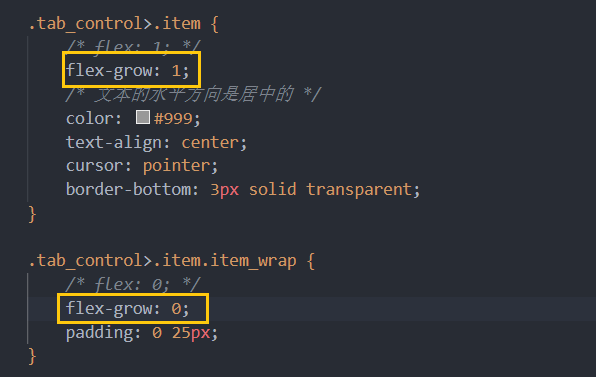 .tab_control>.item {
/* flex: 1; */
flex-grow: 1;
/* 文本的水平方向是居中的 */
color: #999;
text-align: center;
cursor: pointer;
border-bottom: 3px solid transparent;
}
.tab_control>.item.item_wrap {
/* flex: 0; */
flex-grow: 0;
padding: 0 25px;
}